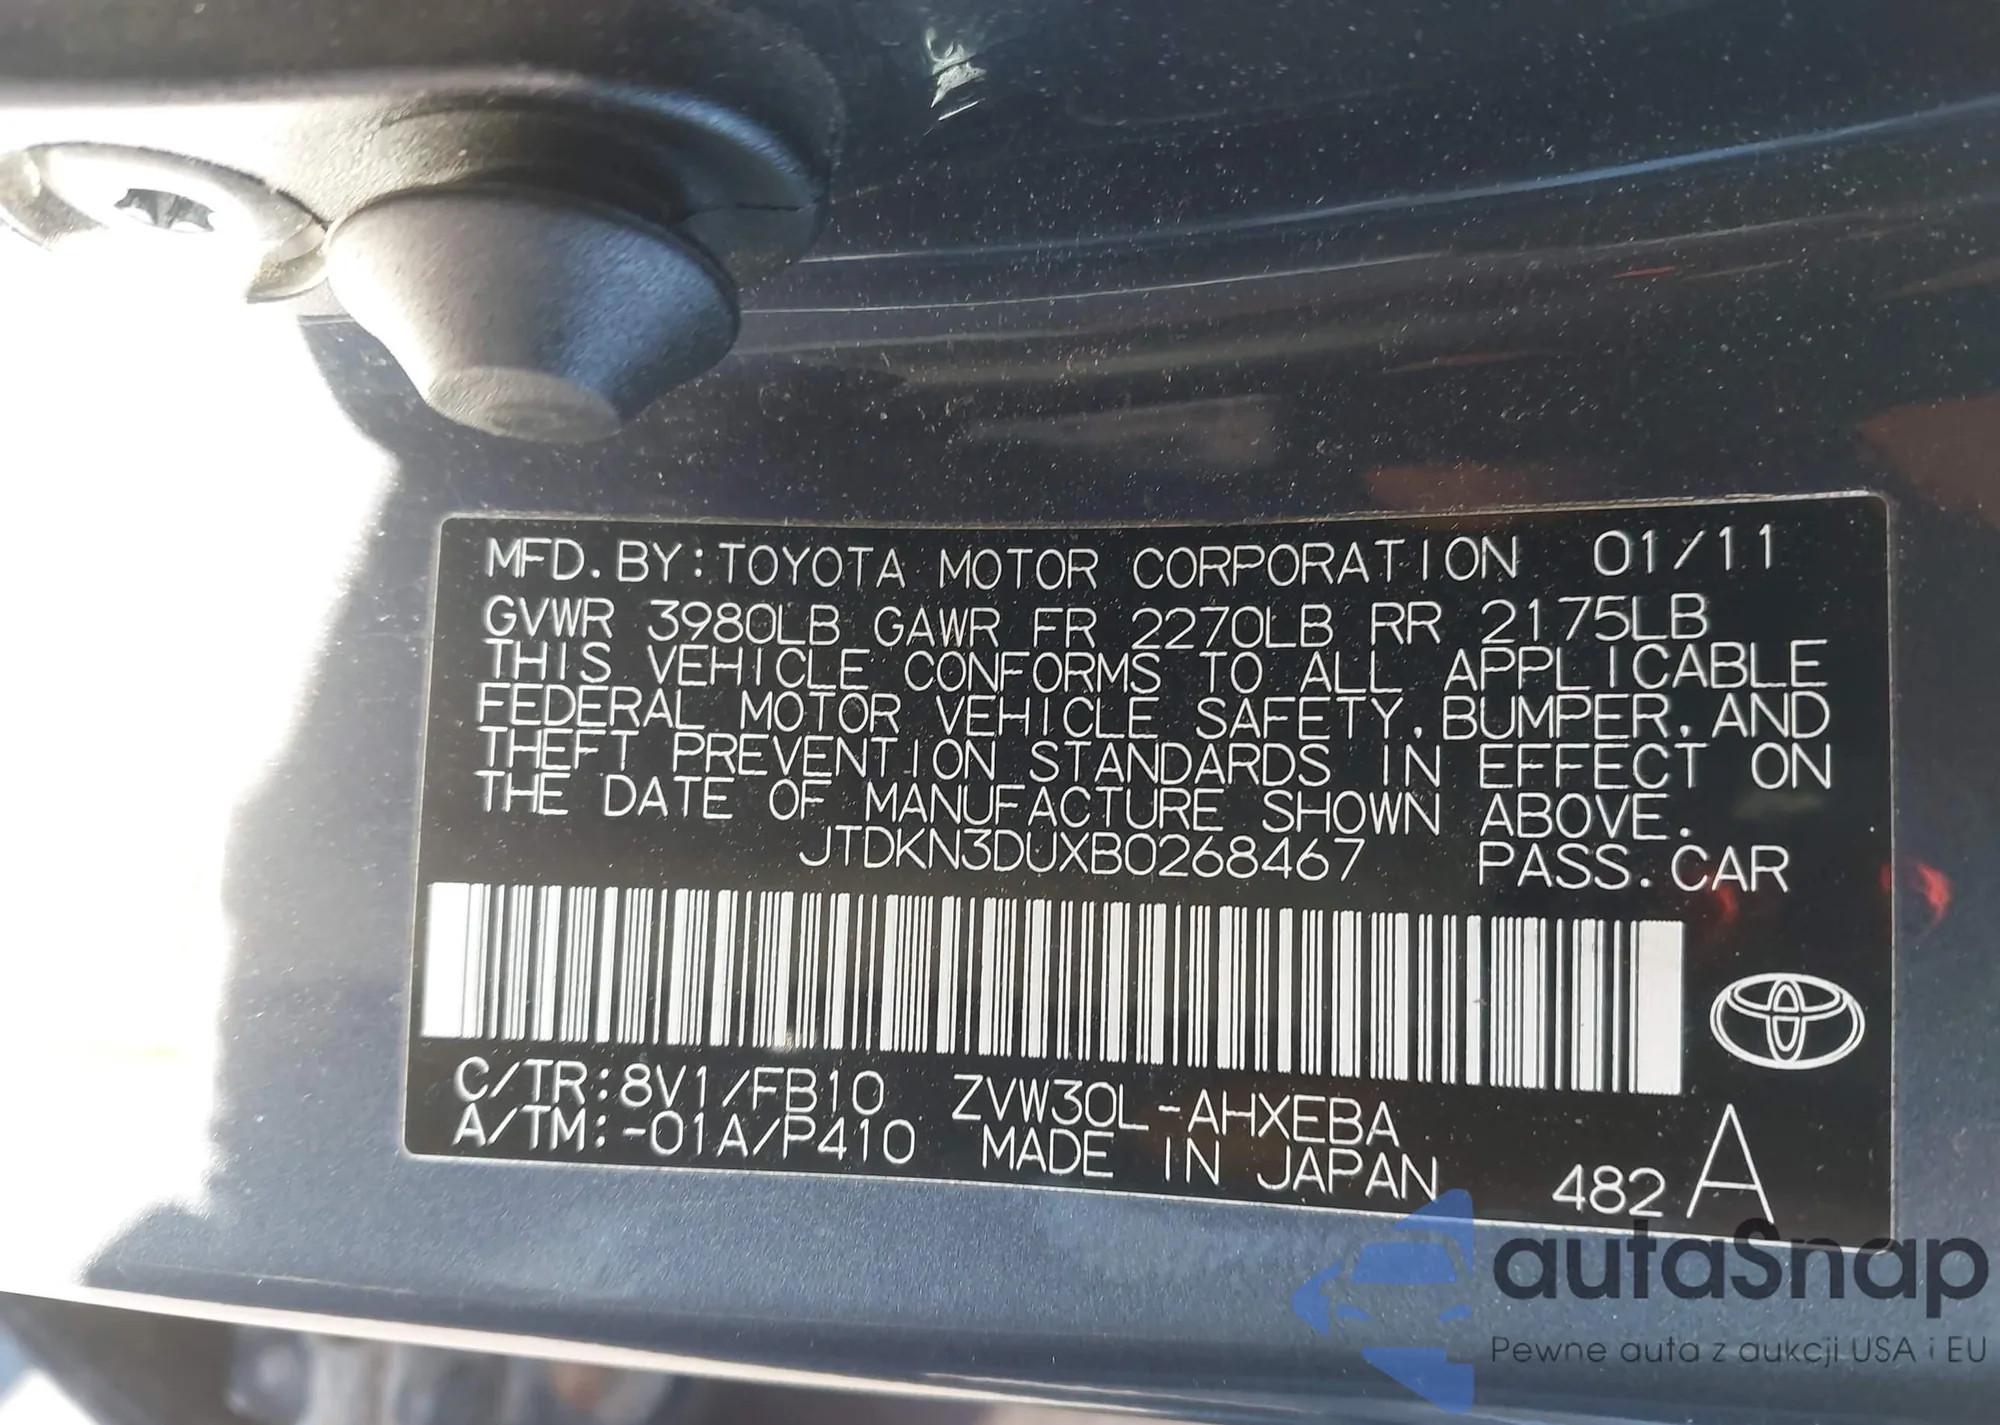 MFD. BY: TOYOTA MOTOR CORPORATION 01/11
GVWR 3980LB GAWR FR 2270LB RR 2175LB
THIS VEHICLE CONFORMS TO ALL APPLICABLE
FEDERAL MOTOR VEHICLE SAFETY, BUMPER, AND
THEFT PREVENTION STANDARDS IN EFFECT ON
THE DATE OF MANUFACTURE SHOWN ABOVE.
JTDKN3DUXB0268467 PASS. CAR
C/TR: 8V1/FB10 ZVW30L-AHXEBA
A/TM: -01A/P410 MADE IN JAPAN 482 A
autaSnap
Pewne auta z aukcji USA i EU